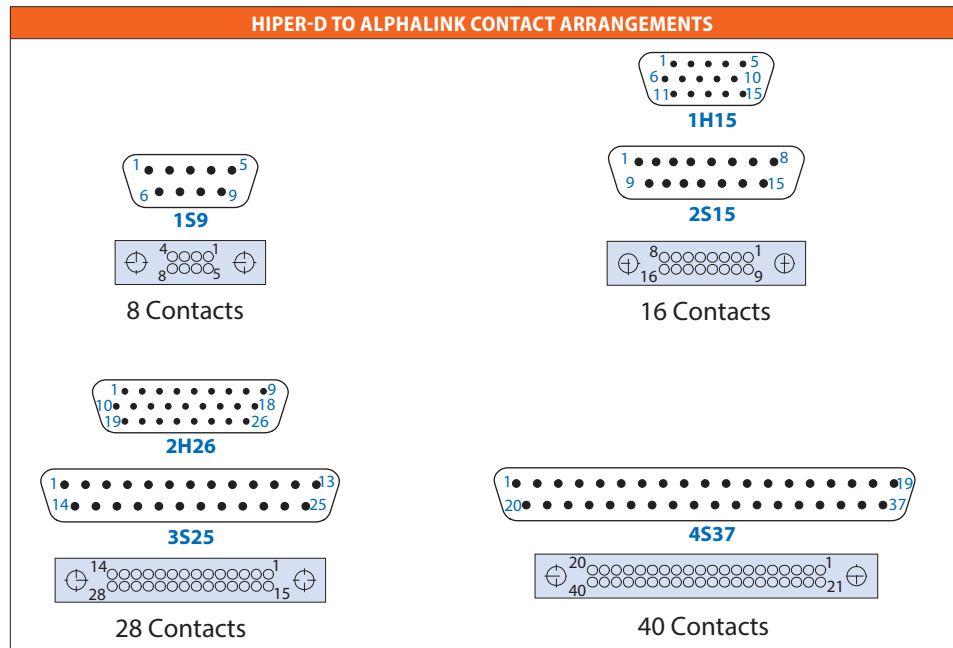 HIPER-D TO ALPHALINK CONTACT ARRANGEMENTS
1 5
6 10
11 15
1H15
1 5
6 9
1S9
1 8
9 15
2S15
4 1
8 5
8 Contacts
8 1
16 9
16 Contacts
1 9
10 18
19 26
2H26
1 13
14 25
3S25
1 19
20 37
4S37
14 1
28 15
28 Contacts
20 1
40 21
40 Contacts